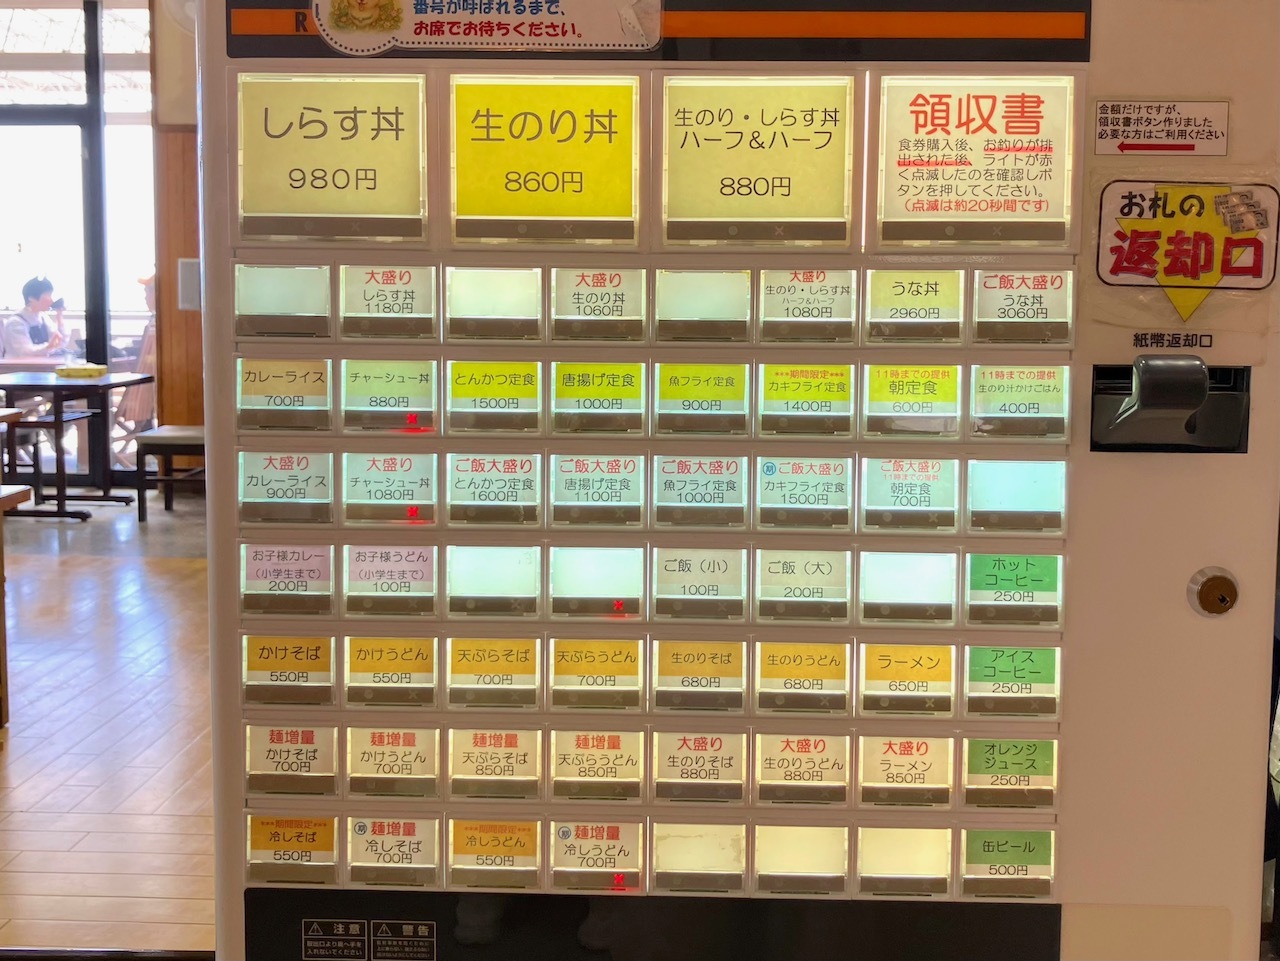 番号が呼ばれるまで、
お席でお待ちください。
R
しらす丼
980円
生のり丼
860円
生のり・しらす丼
ハーフ&ハーフ
880円
領収書
食券購入後、お釣りが排
出された後、ライトが赤
く点滅したのを確認しボ
タンを押してください。
(点滅は約20秒間です)
金額だけですが、
領収書ボタン作りました
必要な方はご利用ください
お札の
返却口
紙幣返却口
大盛り
しらす丼
1180円
大盛り
生のり丼
1060円
大盛り
生のり・しらす丼
ハーフ&ハーフ
1080円
うな丼
2960円
ご飯大盛り
うな丼
3060円
カレーライス
700円
チャーシュー丼
880円
とんかつ定食
1500円
唐揚げ定食
1000円
魚フライ定食
900円
***期間限定***
カキフライ定食
1400円
11時までの提供
朝定食
600円
11時までの提供
生のり汁かけごはん
400円
大盛り
カレーライス
900円
大盛り
チャーシュー丼
1080円
ご飯大盛り
とんかつ定食
1600円
ご飯大盛り
唐揚げ定食
1100円
ご飯大盛り
魚フライ定食
1000円
期 ご飯大盛り
カキフライ定食
1500円
ご飯大盛り
11時までの提供
朝定食
700円
お子様カレー
(小学生まで)
200円
お子様うどん
(小学生まで)
100円
ご飯(小)
100円
ご飯(大)
200円
ホット
コーヒー
250円
かけそば
550円
かけうどん
550円
天ぷらそば
700円
天ぷらうどん
700円
生のりそば
680円
生のりうどん
680円
ラーメン
650円
アイス
コーヒー
250円
麺増量
かけそば
700円
麺増量
かけうどん
700円
麺増量
天ぷらそば
850円
麺増量
天ぷらうどん
850円
大盛り
生のりそば
880円
大盛り
生のりうどん
880円
大盛り
ラーメン
850円
オレンジ
ジュース
250円
***期間限定***
冷しそば
550円
期 麺増量
冷しそば
700円
***期間限定***
冷しうどん
550円
期 麺増量
冷しうどん
700円
缶ビール
500円
注意
取出口より奥へ手を
入れないでください
警告